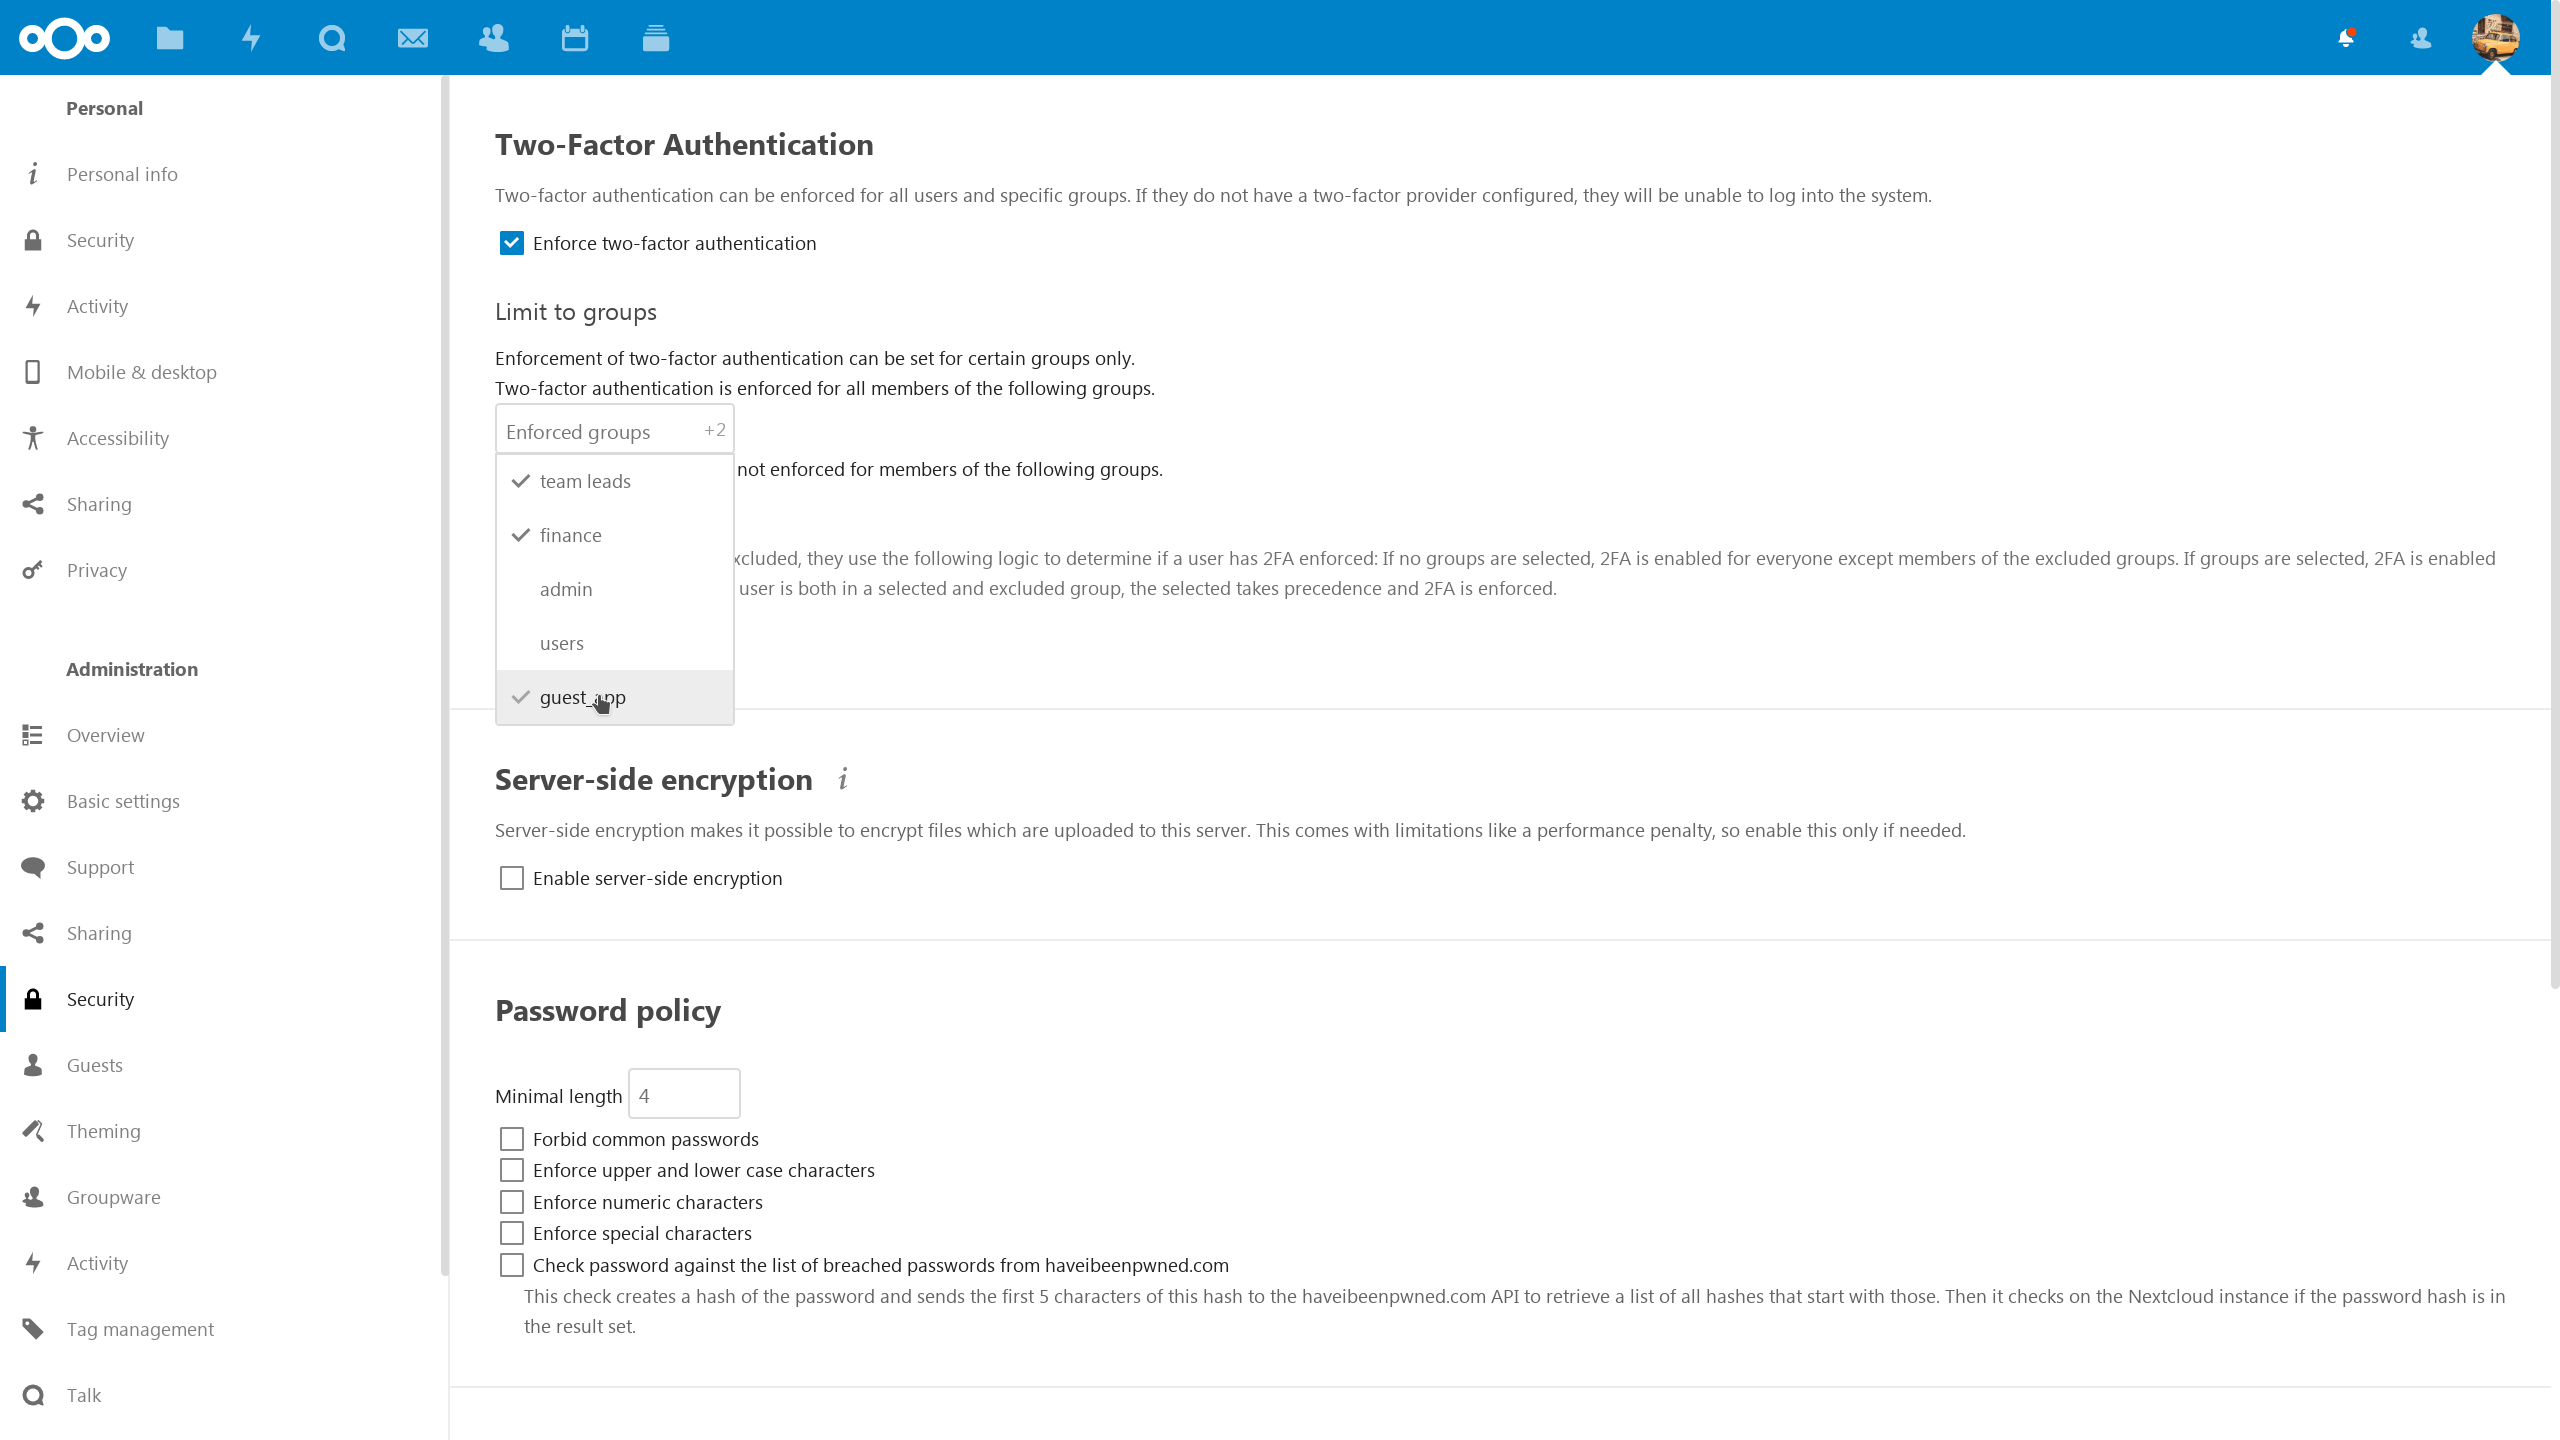 Personal
Personal info
Security
Activity
Mobile & desktop
Accessibility
Sharing
Privacy
Administration
Overview
Basic settings
Support
Sharing
Security
Guests
Theming
Groupware
Activity
Tag management
Talk
Two-Factor Authentication
Two-factor authentication can be enforced for all users and specific groups. If they do not have a two-factor provider configured, they will be unable to log into the system.
Enforce two-factor authentication
Limit to groups
Enforcement of two-factor authentication can be set for certain groups only.
Two-factor authentication is enforced for all members of the following groups.
Enforced groups +2
not enforced for members of the following groups.
team leads
finance
xcluded, they use the following logic to determine if a user has 2FA enforced: If no groups are selected, 2FA is enabled for everyone except members of the excluded groups. If groups are selected, 2FA is enabled
user is both in a selected and excluded group, the selected takes precedence and 2FA is enforced.
admin
users
guest_app
Server-side encryption i
Server-side encryption makes it possible to encrypt files which are uploaded to this server. This comes with limitations like a performance penalty, so enable this only if needed.
Enable server-side encryption
Password policy
Minimal length 4
Forbid common passwords
Enforce upper and lower case characters
Enforce numeric characters
Enforce special characters
Check password against the list of breached passwords from haveibeenpwned.com
This check creates a hash of the password and sends the first 5 characters of this hash to the haveibeenpwned.com API to retrieve a list of all hashes that start with those. Then it checks on the Nextcloud instance if the password hash is in
the result set.